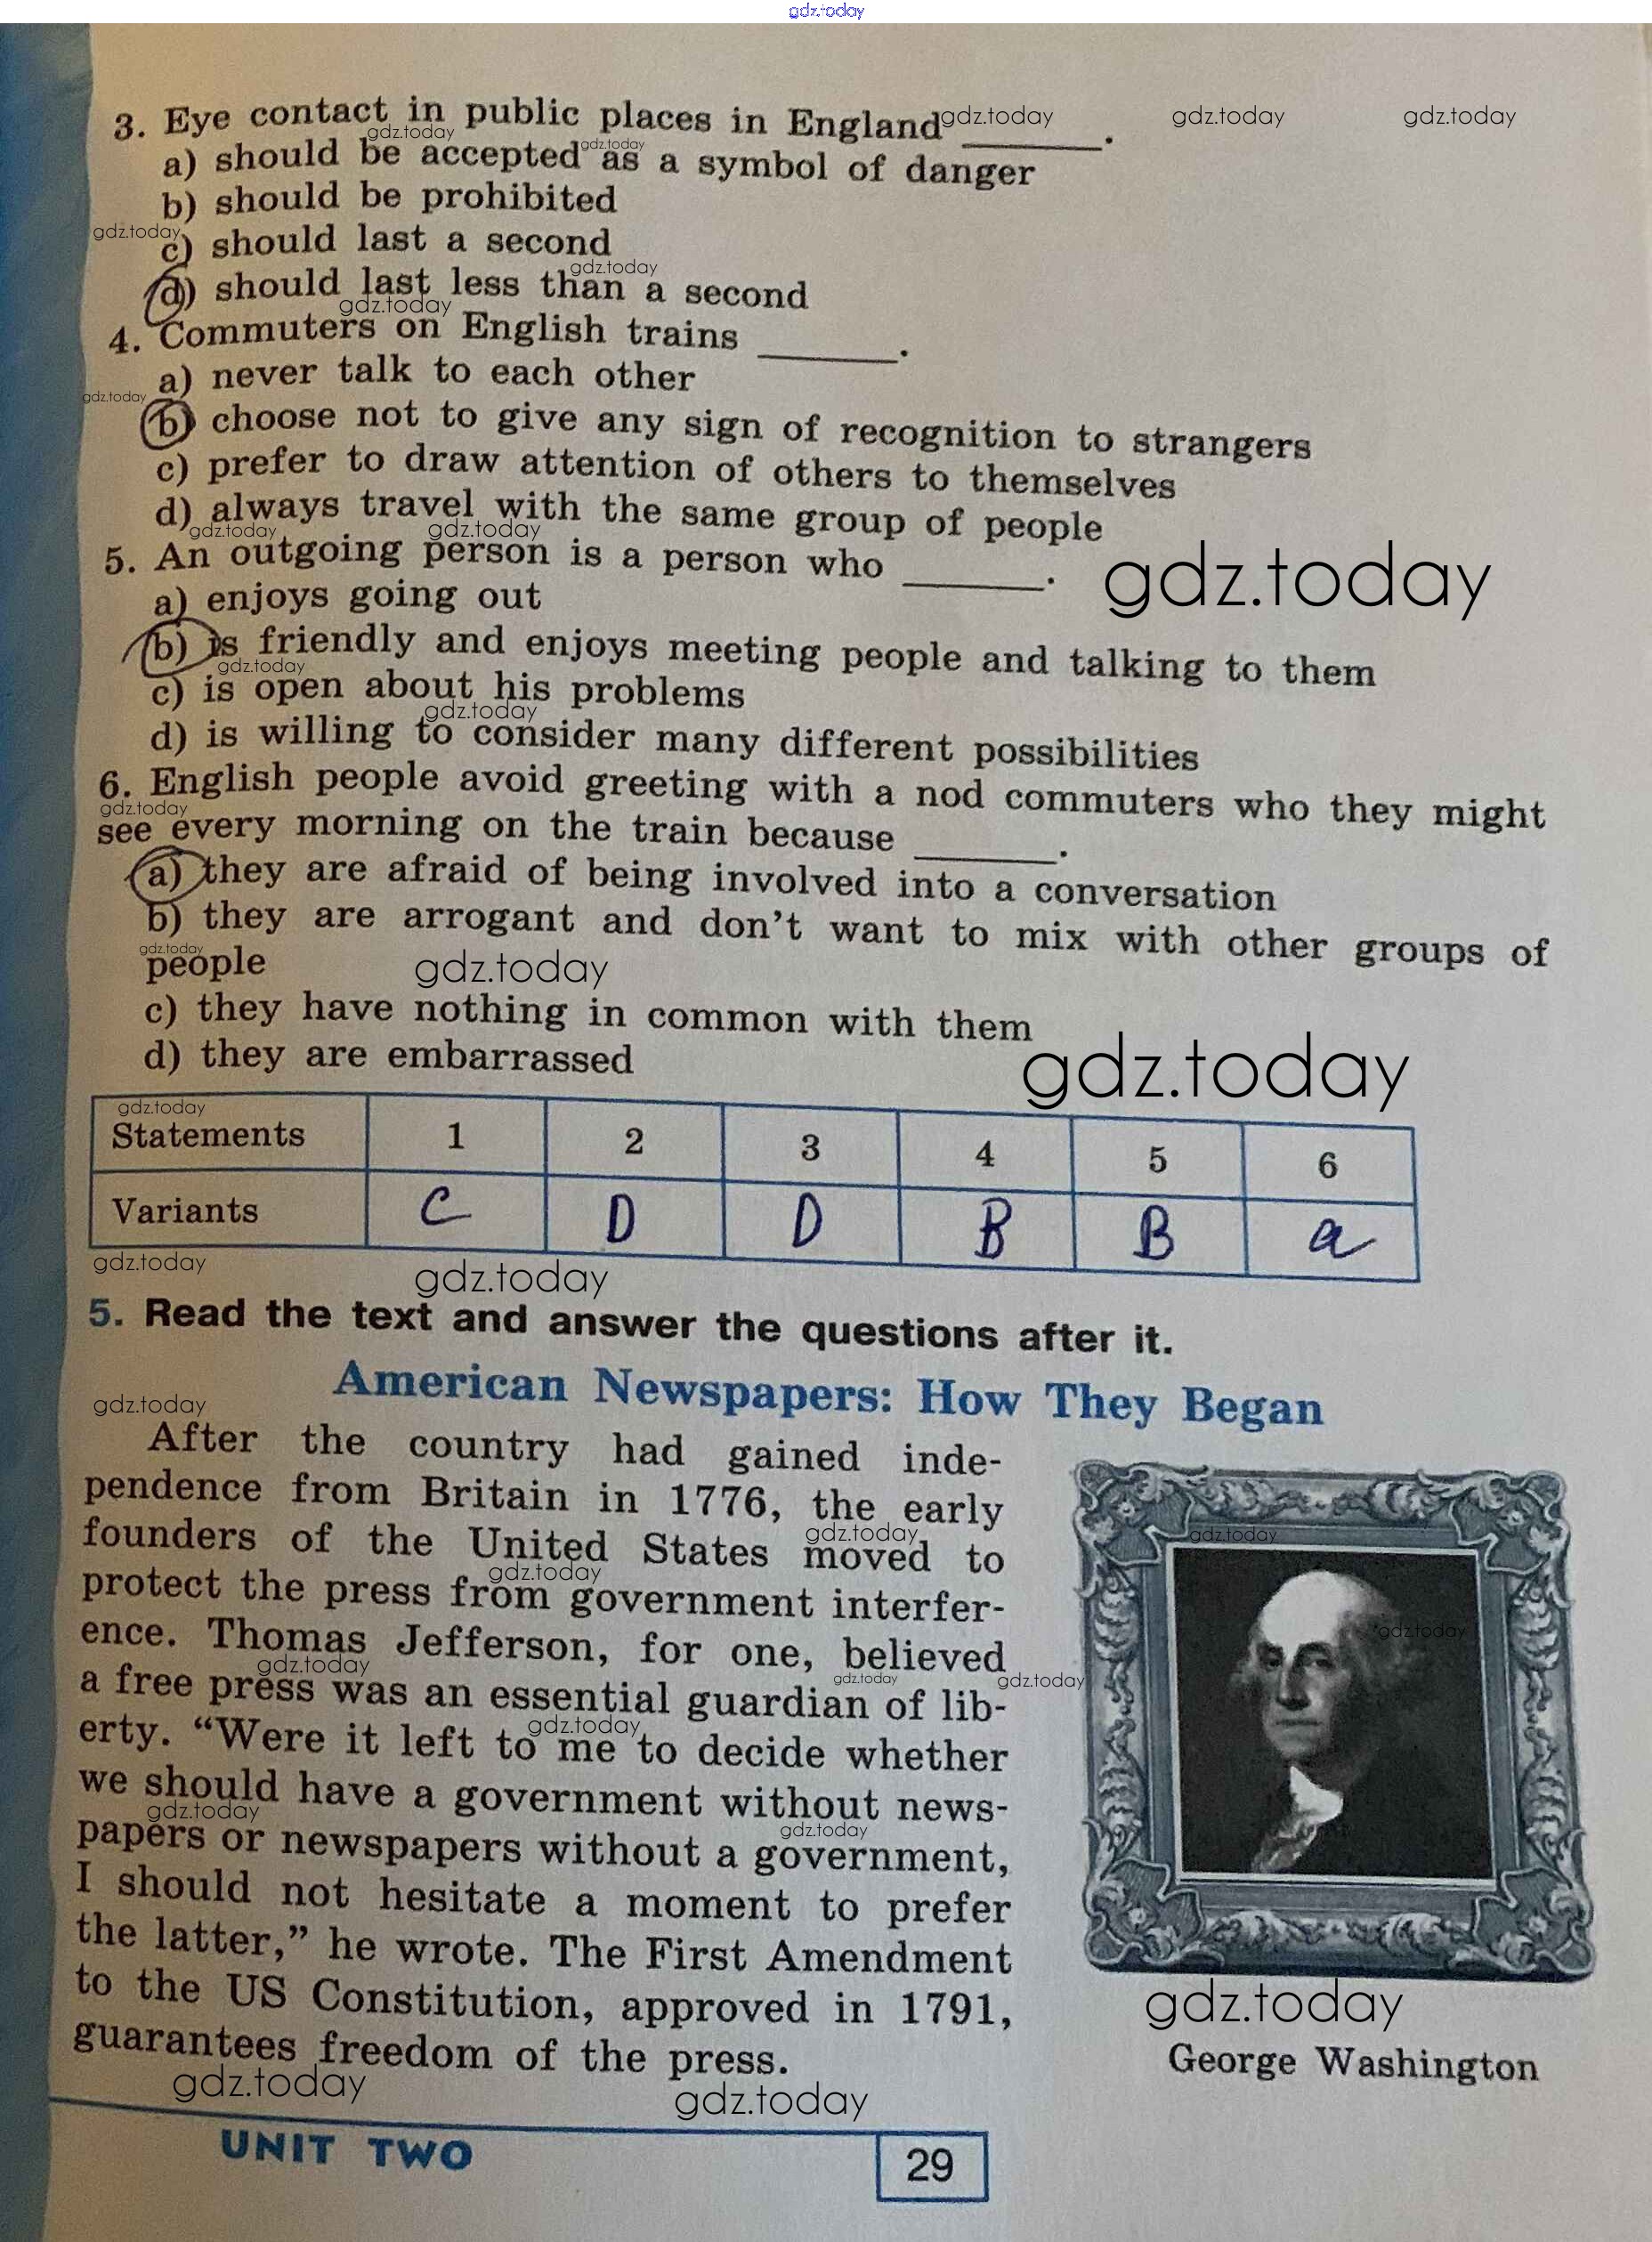 gdz.today
3. Eye contact in public places in England ______.
a) should be accepted as a symbol of danger
b) should be prohibited
c) should last a second
d) should last less than a second
4. Commuters on English trains ______.
a) never talk to each other
b) choose not to give any sign of recognition to strangers
c) prefer to draw attention of others to themselves
d) always travel with the same group of people
5. An outgoing person is a person who ______.
a) enjoys going out
b) is friendly and enjoys meeting people and talking to them
c) is open about his problems
d) is willing to consider many different possibilities
6. English people avoid greeting with a nod commuters who they might
see every morning on the train because ______.
a) they are afraid of being involved into a conversation
b) they are arrogant and don't want to mix with other groups of
people
c) they have nothing in common with them
d) they are embarrassed
Statements 1 2 3 4 5 6
Variants C D D B B a
5. Read the text and answer the questions after it.
American Newspapers: How They Began
After the country had gained inde-
pendence from Britain in 1776, the early
founders of the United States moved to
protect the press from government interfer-
ence. Thomas Jefferson, for one, believed
a free press was an essential guardian of lib-
erty. "Were it left to me to decide whether
we should have a government without news-
papers or newspapers without a government,
I should not hesitate a moment to prefer
the latter," he wrote. The First Amendment
to the US Constitution, approved in 1791,
guarantees freedom of the press.
George Washington
UNIT TWO
29